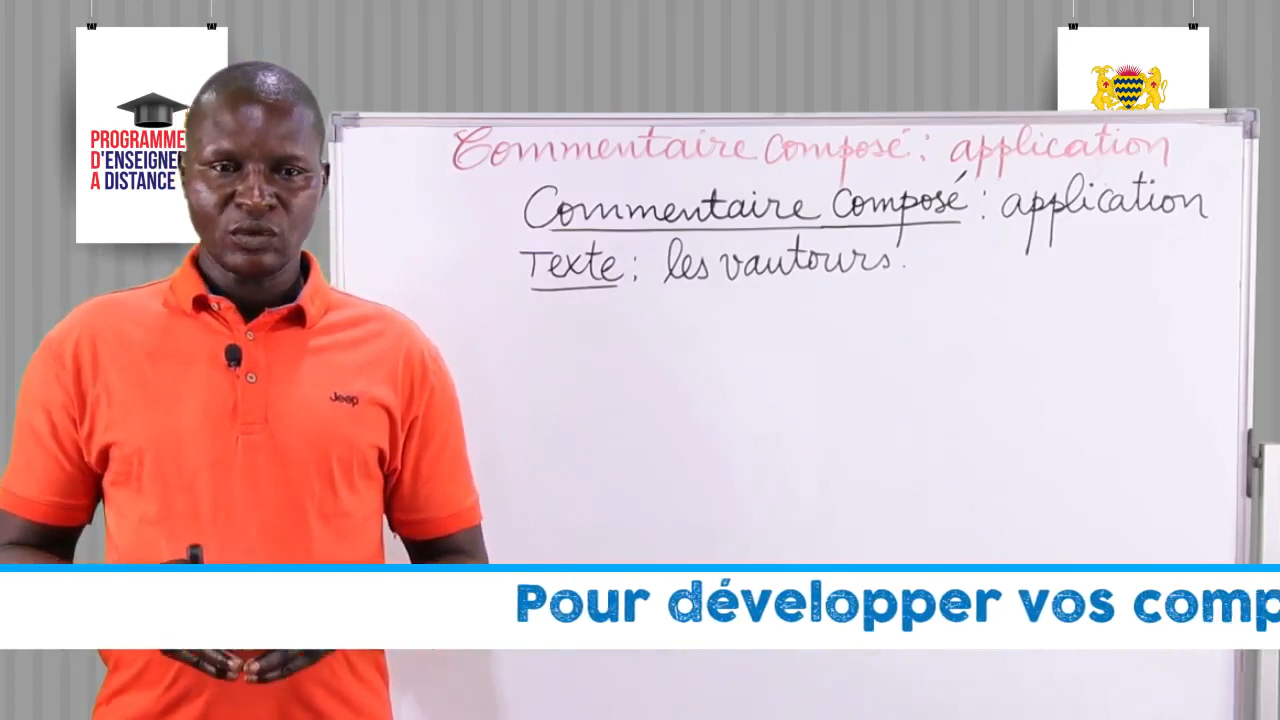 PROGRAMME
D'ENSEIGNE
A DISTANCE
Commentaire composé : application
Commentaire composé : application
Texte : les vautours.
Jeep
Pour développer vos comp